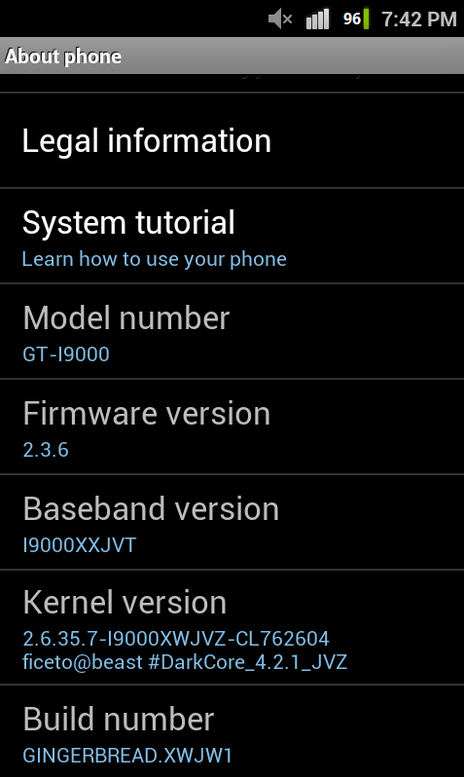 96 7:42 PM
About phone
Legal information
System tutorial
Learn how to use your phone
Model number
GT-I9000
Firmware version
2.3.6
Baseband version
I9000XXJVT
Kernel version
2.6.35.7-I9000XWJVZ-CL762604
ficeto@beast #DarkCore_4.2.1_JVZ
Build number
GINGERBREAD.XWJW1